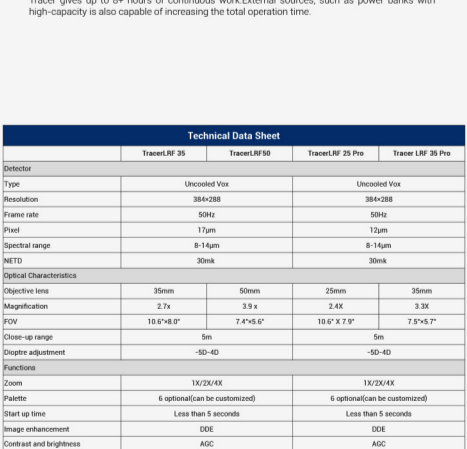 Tracer gives up to 8+ hours of continuous work.External sources, such as power banks with
high-capacity is also capable of increasing the total operation time.
Technical Data Sheet
TracerLRF 35 TracerLRF50 TracerLRF 25 Pro Tracer LRF 35 Pro
Detector
Type Uncooled Vox Uncooled Vox
Resolution 384×288 384×288
Frame rate 50Hz 50Hz
Pixel 17μm 12μm
Spectral range 8-14μm 8-14μm
NETD 30mk 30mk
Optical Characteristics
Objective lens 35mm 50mm 25mm 35mm
Magnification 2.7x 3.9 x 2.4X 3.3X
FOV 10.6°×8.0° 7.4°×5.6° 10.6° X 7.9° 7.5°×5.7°
Close-up range 5m 5m
Dioptre adjustment -5D-4D -5D-4D
Functions
Zoom 1X/2X/4X 1X/2X/4X
Palette 6 optional(can be customized) 6 optional(can be customized)
Start up time Less than 5 seconds Less than 5 seconds
Image enhancement DDE DDE
Contrast and brightness AGC AGC